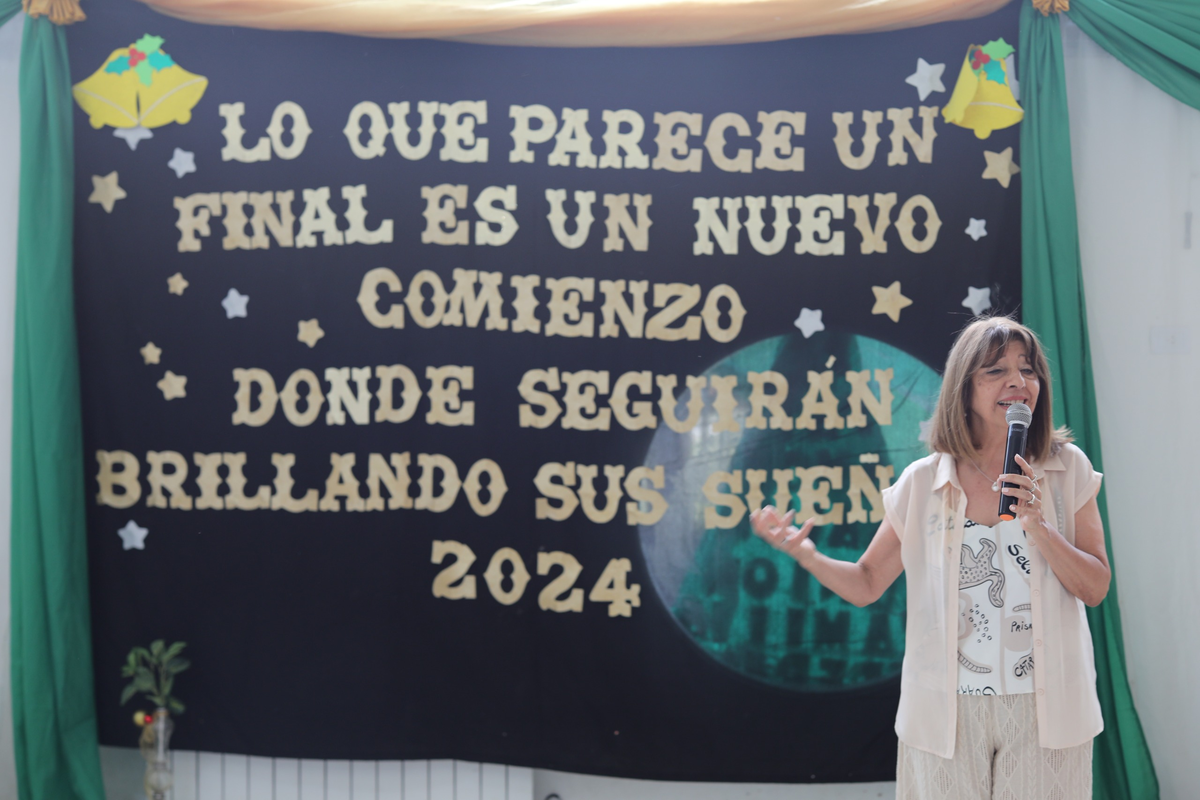 LO QUE PARECE UN
FINAL ES UN NUEVO
COMIENZO
DONDE SEGUIRÁN
BRILLANDO SUS SUEÑ
2024